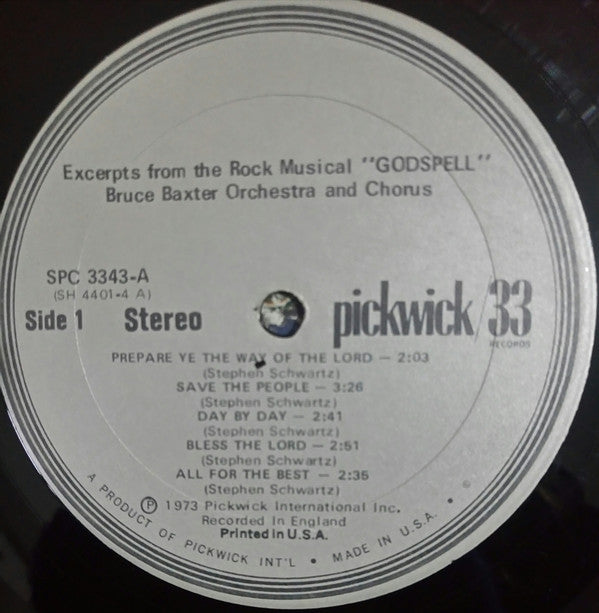 Excerpts from the Rock Musical "GODSPELL"
Bruce Baxter Orchestra and Chorus
SPC 3343-A
(SH 4401-4 A)
Side 1 Stereo
pickwick/33
RECORDS
PREPARE YE THE WAY OF THE LORD — 2:03
(Stephen Schwartz)
SAVE THE PEOPLE — 3:26
(Stephen Schwartz)
DAY BY DAY — 2:41
(Stephen Schwartz)
BLESS THE LORD — 2:51
(Stephen Schwartz)
ALL FOR THE BEST — 2:35
(Stephen Schwartz)
℗ 1973 Pickwick International Inc.
Recorded In England
Printed in U.S.A.
A PRODUCT OF PICKWICK INT'L • MADE IN U.S.A. •